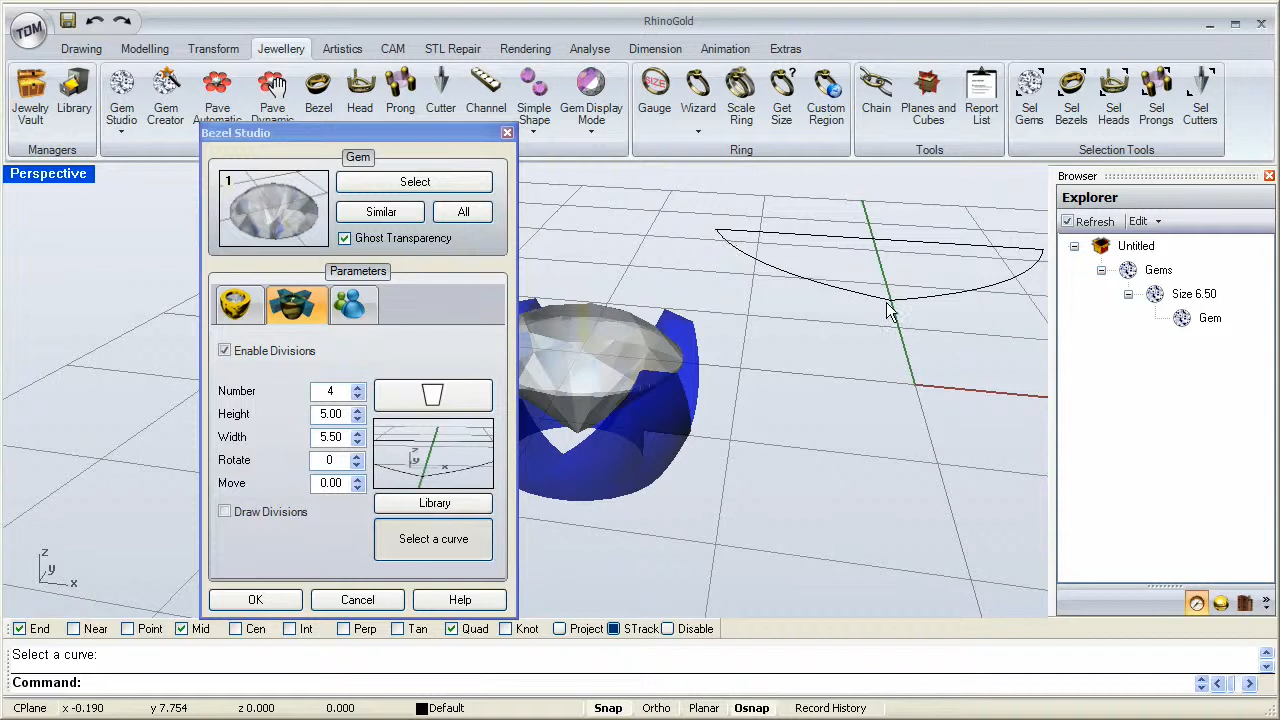 RhinoGold
TDM
Drawing Modelling Transform Jewellery Artistics CAM STL Repair Rendering Analyse Dimension Animation Extras
Jewelry Vault
Library
Gem Studio
Gem Creator
Pave Automatic
Pave Dynamic
Bezel
Head
Prong
Cutter
Channel
Simple Shape
Gem Display Mode
SIZE
Gauge
Wizard
Scale Ring
Get Size
Custom Region
Chain
Planes and Cubes
Report List
Sel Gems
Sel Bezels
Sel Heads
Sel Prongs
Sel Cutters
Managers
Ring
Tools
Selection Tools
Bezel Studio
Gem
1
Select
Similar
All
Ghost Transparency
Parameters
Enable Divisions
Number 4
Height 5.00
Width 5.50
Rotate 0
Move 0.00
z
y
x
Library
Draw Divisions
Select a curve
OK Cancel Help
Perspective
z
y
x
Browser
Explorer
Refresh Edit
Untitled
Gems
Size 6.50
Gem
End Near Point Mid Cen Int Perp Tan Quad Knot Project STrack Disable
Select a curve:
Command:
CPlane x -0.190 y 7.754 z 0.000 0.000 Default Snap Ortho Planar Osnap Record History